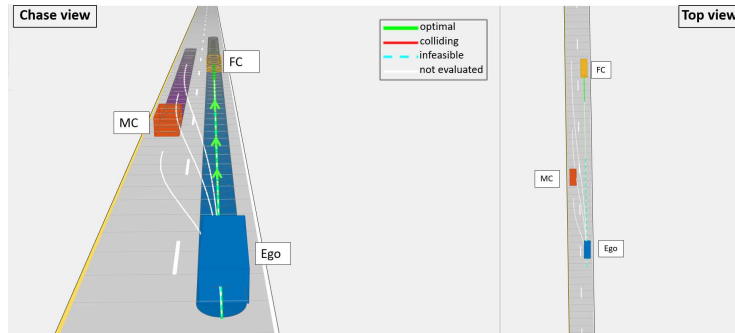 Chase view
Top view
optimal
colliding
infeasible
not evaluated
FC
MC
Ego
FC
MC
Ego